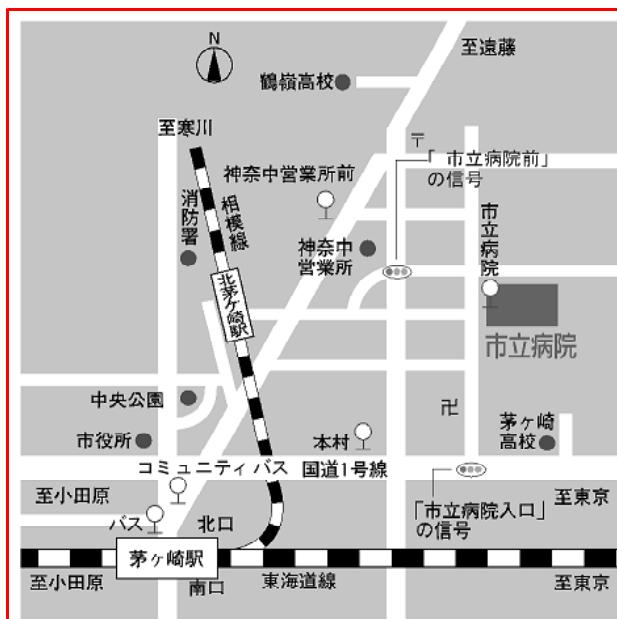 N
至遠藤
鶴嶺高校
至寒川
〒
「 市立病院前」
の信号
神奈中営業所前
消防署
相模線
市立病院
神奈中
営業所
北茅ケ崎駅
市立病院
中央公園
卍
茅ヶ崎
高校
市役所
本村
コミュニティバス
国道1号線
至小田原
至東京
「市立病院入口」
の信号
バス
北口
茅ヶ崎駅
至小田原
南口
東海道線
至東京